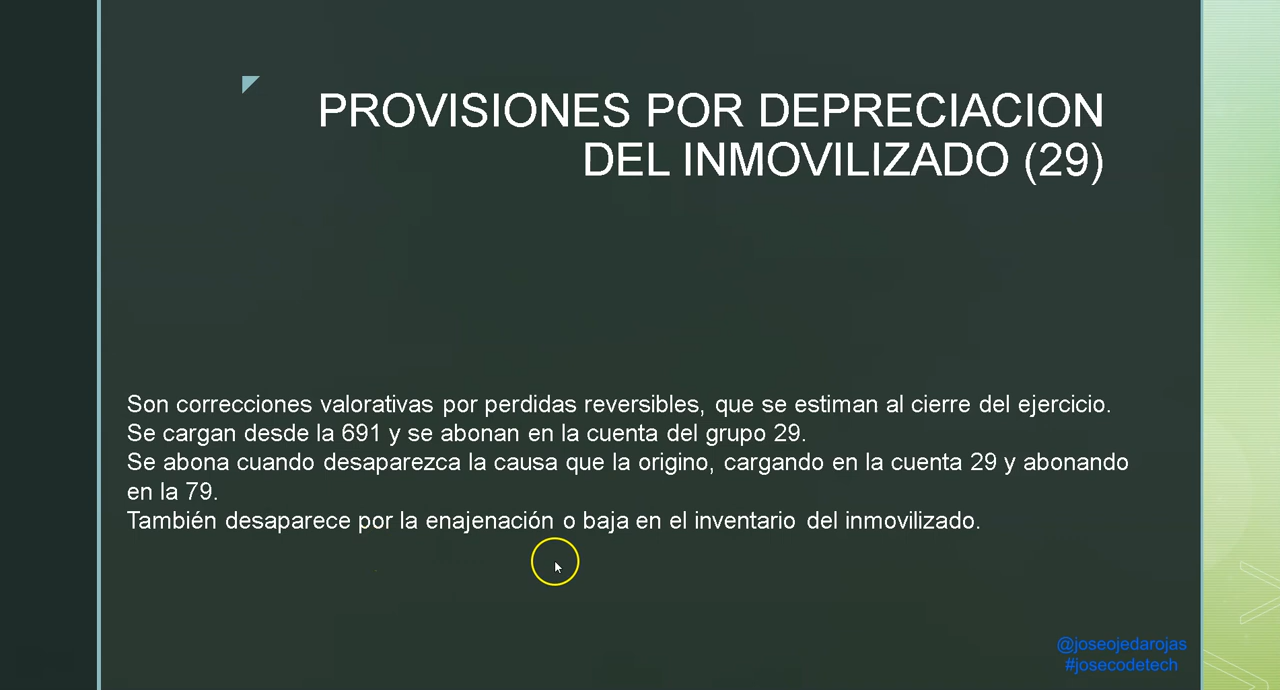 PROVISIONES POR DEPRECIACION
DEL INMOVILIZADO (29)
Son correcciones valorativas por perdidas reversibles, que se estiman al cierre del ejercicio.
Se cargan desde la 691 y se abonan en la cuenta del grupo 29.
Se abona cuando desaparezca la causa que la origino, cargando en la cuenta 29 y abonando
en la 79.
También desaparece por la enajenación o baja en el inventario del inmovilizado.
@joseojedarojas
#josecodetech